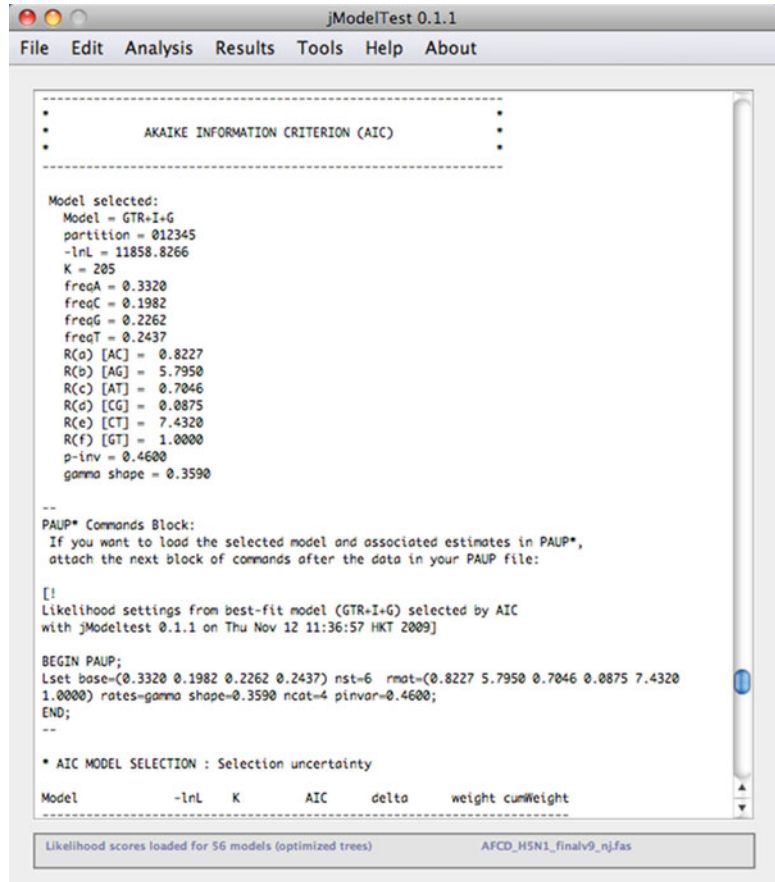 jModelTest 0.1.1
File Edit Analysis Results Tools Help About
---------------------------------------------------------------
* *
* AKAIKE INFORMATION CRITERION (AIC) *
* *
---------------------------------------------------------------
Model selected:
Model = GTR+I+G
partition = 012345
-lnL = 11858.8266
K = 205
freqA = 0.3320
freqC = 0.1982
freqG = 0.2262
freqT = 0.2437
R(a) [AC] = 0.8227
R(b) [AG] = 5.7950
R(c) [AT] = 0.7046
R(d) [CG] = 0.0875
R(e) [CT] = 7.4320
R(f) [GT] = 1.0000
p-inv = 0.4600
gamma shape = 0.3590
--
PAUP* Commands Block:
If you want to load the selected model and associated estimates in PAUP*,
attach the next block of commands after the data in your PAUP file:
[!
Likelihood settings from best-fit model (GTR+I+G) selected by AIC
with jModeltest 0.1.1 on Thu Nov 12 11:36:57 HKT 2009]
BEGIN PAUP;
Lset base=(0.3320 0.1982 0.2262 0.2437) nst=6 rmat=(0.8227 5.7950 0.7046 0.0875 7.4320
1.0000) rates=gamma shape=0.3590 ncat=4 pinvar=0.4600;
END;
--
* AIC MODEL SELECTION : Selection uncertainty
Model -lnL K AIC delta weight cumWeight
---------------------------------------------------------------
Likelihood scores loaded for 56 models (optimized trees) AFCD_H5N1_finalv9_nj.fas